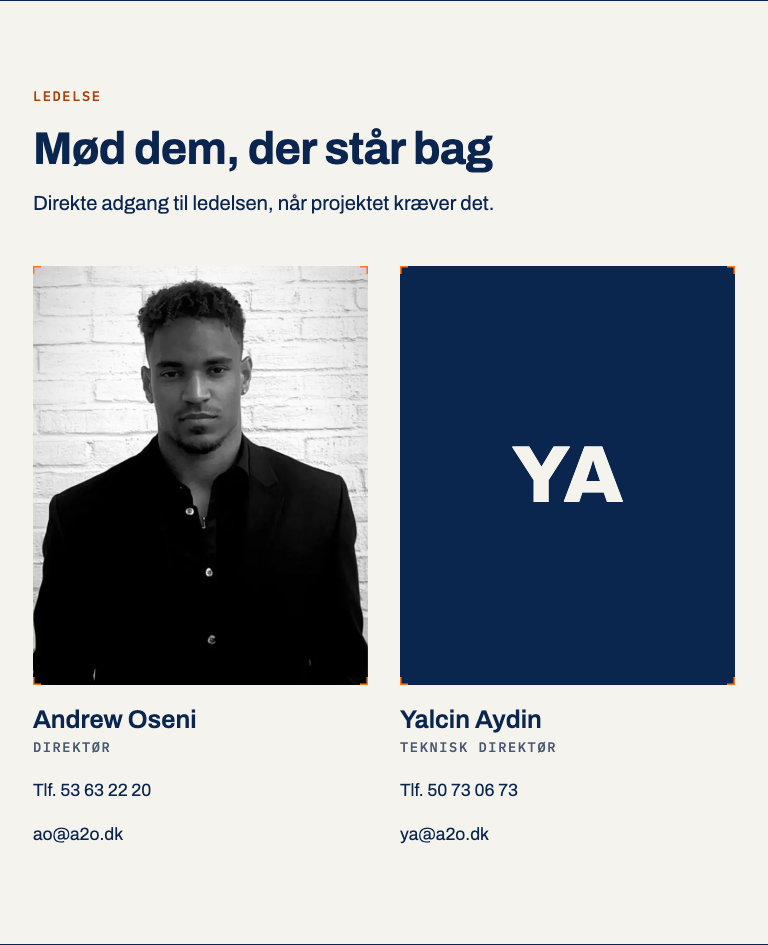 LEDELSE
Mød dem, der står bag
Direkte adgang til ledelsen, når projektet kræver det.
YA
Andrew Oseni
DIREKTØR
Tlf. 53 63 22 20
ao@a2o.dk
Yalcin Aydin
TEKNISK DIREKTØR
Tlf. 50 73 06 73
ya@a2o.dk